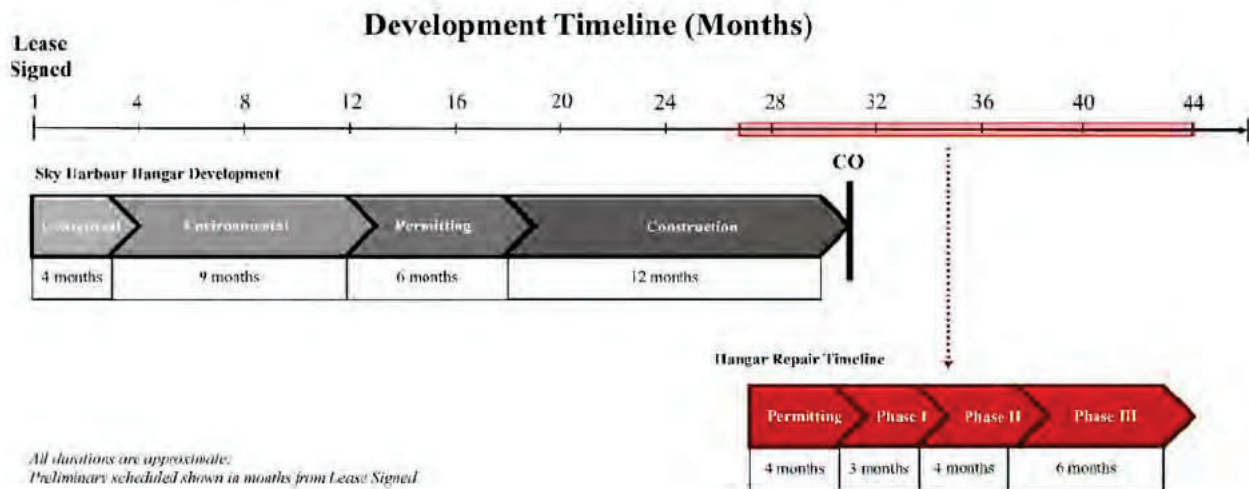 Development Timeline (Months)
Lease
Signed
1 4 8 12 16 20 24 28 32 36 40 44
Sky Harbour Hangar Development
CO
Environmental Permitting Construction
4 months 9 months 6 months 12 months
Hangar Repair Timeline
Permitting Phase I Phase II Phase III
4 months 3 months 4 months 6 months
All durations are approximate.
Preliminary scheduled shown in months from Lease Signed